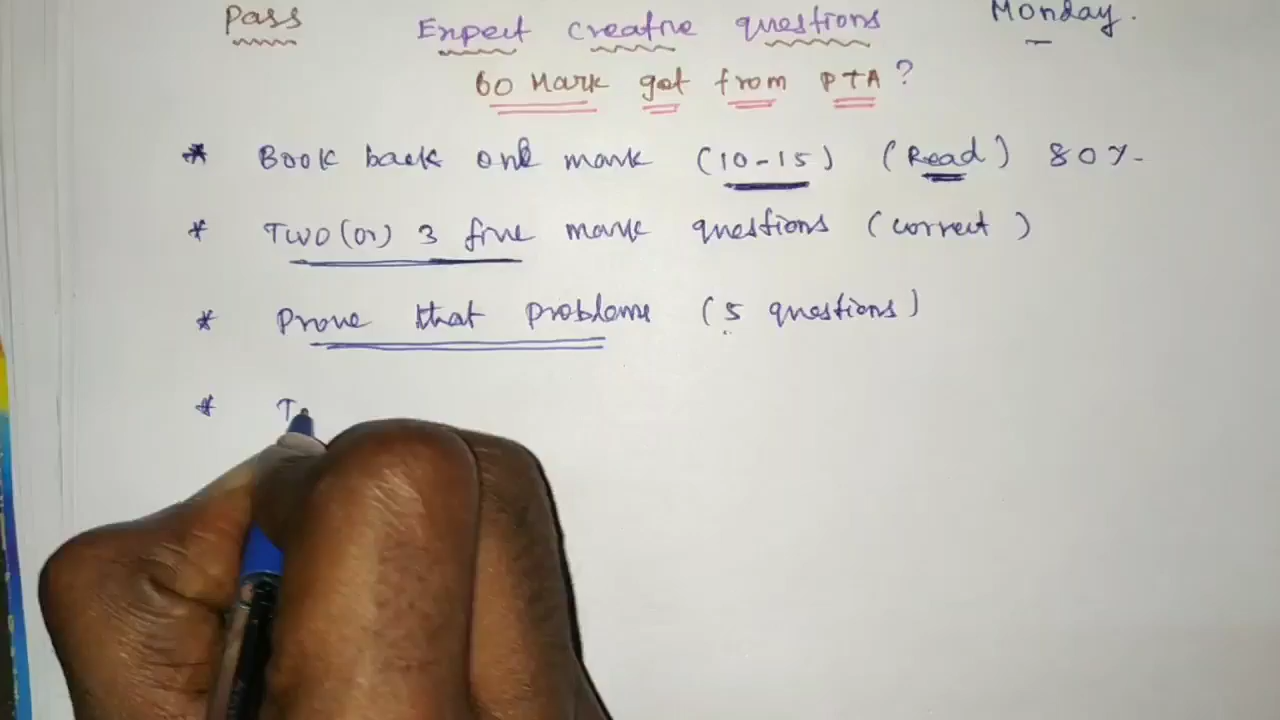 Pass Expect creative questions Monday.
60 Mark get from PTA?
* Book back one mark (10-15) (Read) 80%
* Two (or) 3 five mark questions (correct)
* Prove that problems (5 questions)
* T